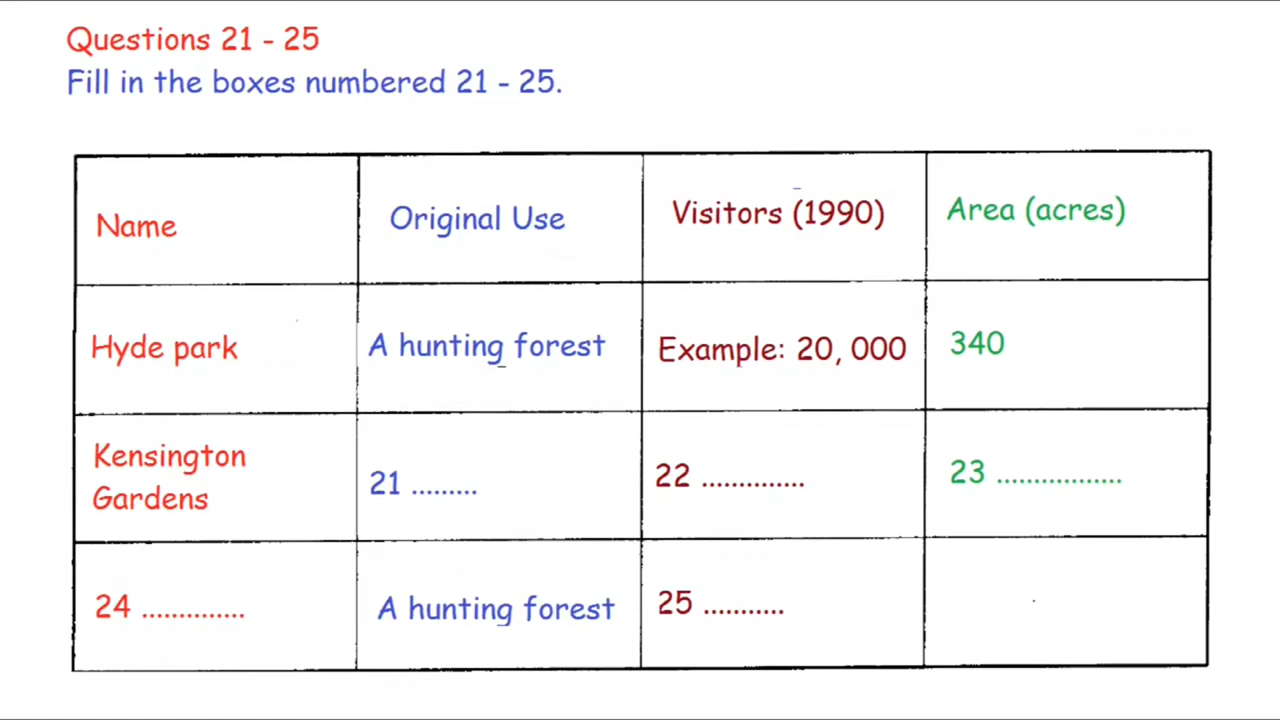 Questions 21 - 25
Fill in the boxes numbered 21 - 25.
Name
Original Use
Visitors (1990)
Area (acres)
Hyde park
A hunting forest
Example: 20, 000
340
Kensington
Gardens
21 .........
22 ..............
23 .................
24 ..............
A hunting forest
25 ...........